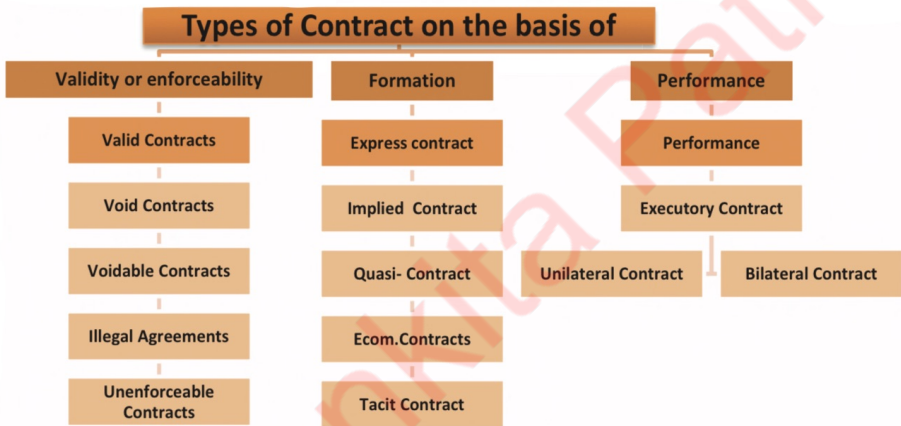 Types of Contract on the basis of
Validity or enforceability
Formation
Performance
Valid Contracts
Express contract
Performance
Void Contracts
Implied Contract
Executory Contract
Voidable Contracts
Quasi- Contract
Unilateral Contract
Bilateral Contract
Illegal Agreements
Ecom.Contracts
Unenforceable
Contracts
Tacit Contract